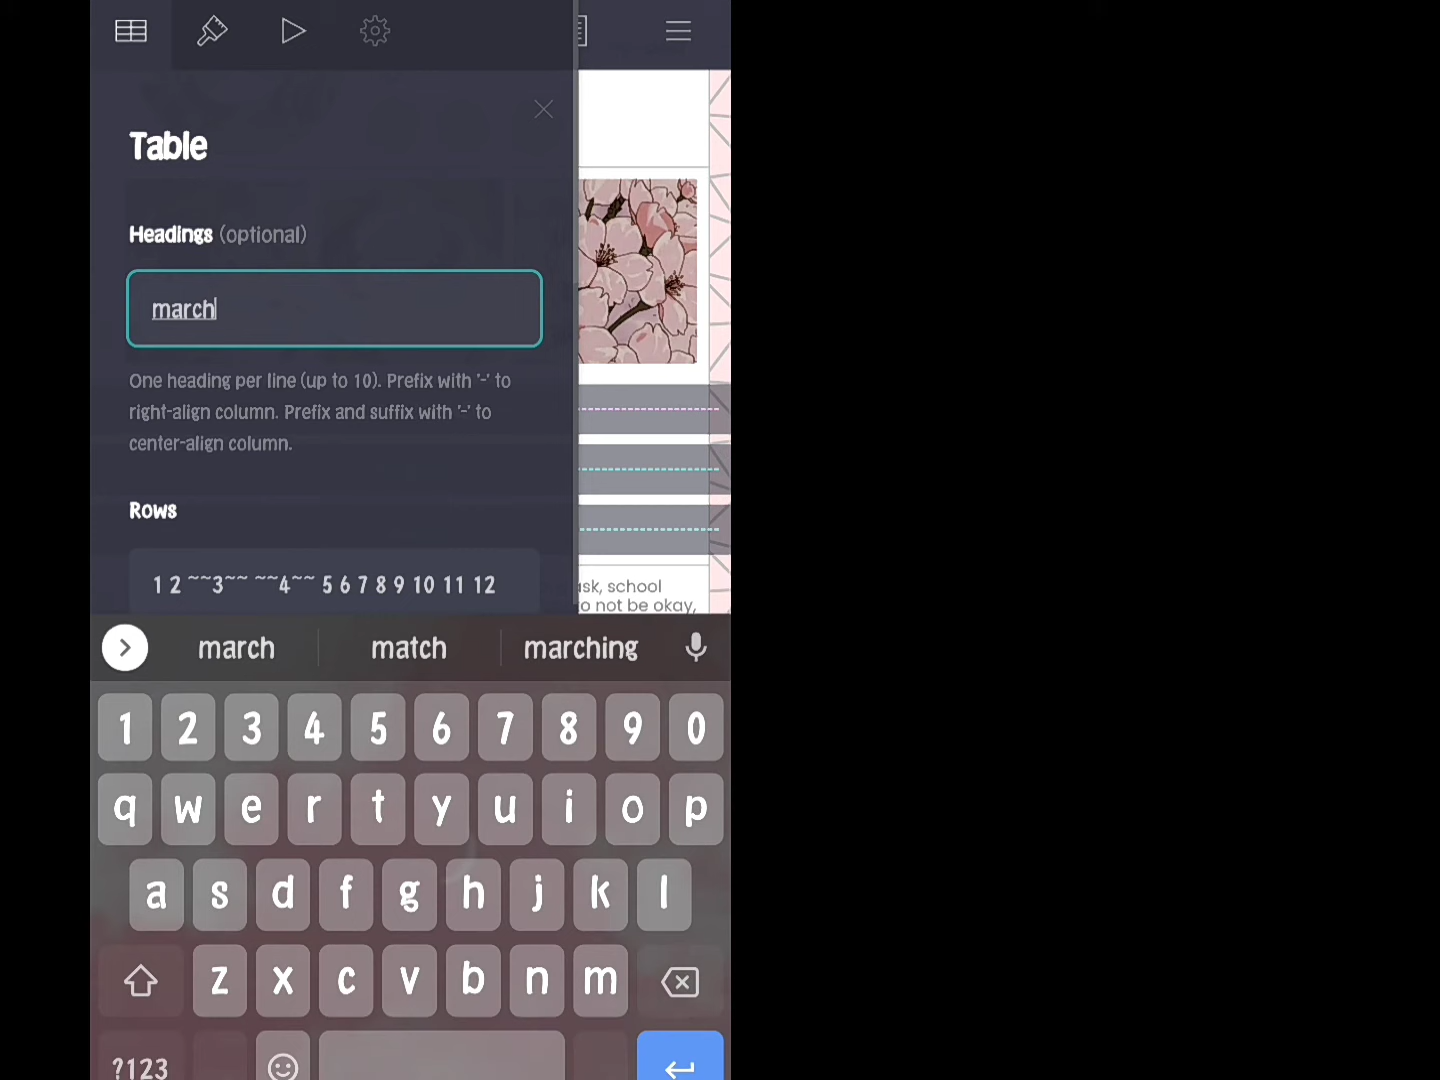 Table
Headings (optional)
march
One heading per line (up to 10). Prefix with '-' to
right-align column. Prefix and suffix with '-' to
center-align column.
Rows
1 2 ~~3~~ ~~4~~ 5 6 7 8 9 10 11 12
ask, school
o not be okay,
march match marching
1 2 3 4 5 6 7 8 9 0
q w e r t y u i o p
a s d f g h j k l
z x c v b n m
?123